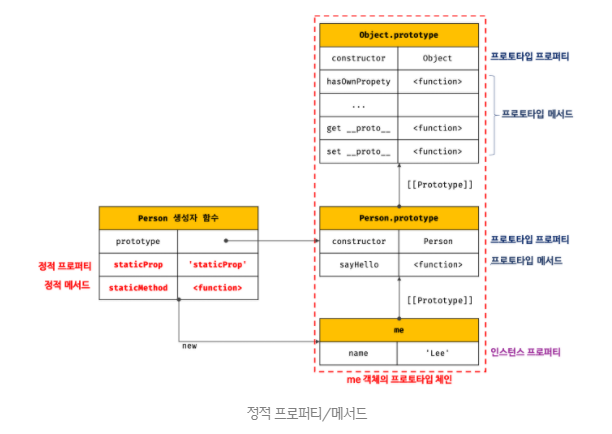 Object.prototype
constructor Object 프로토타입 프로퍼티
hasOwnPropety <function>
... 프로토타입 메서드
get __proto__ <function>
set __proto__ <function>
[[Prototype]]
Person 생성자 함수
prototype
정적 프로퍼티 staticProp 'staticProp'
정적 메서드 staticMethod <function>
new
Person.prototype
constructor Person 프로토타입 프로퍼티
sayHello <function> 프로토타입 메서드
[[Prototype]]
me
name 'Lee' 인스턴스 프로퍼티
me 객체의 프로토타입 체인
정적 프로퍼티/메서드